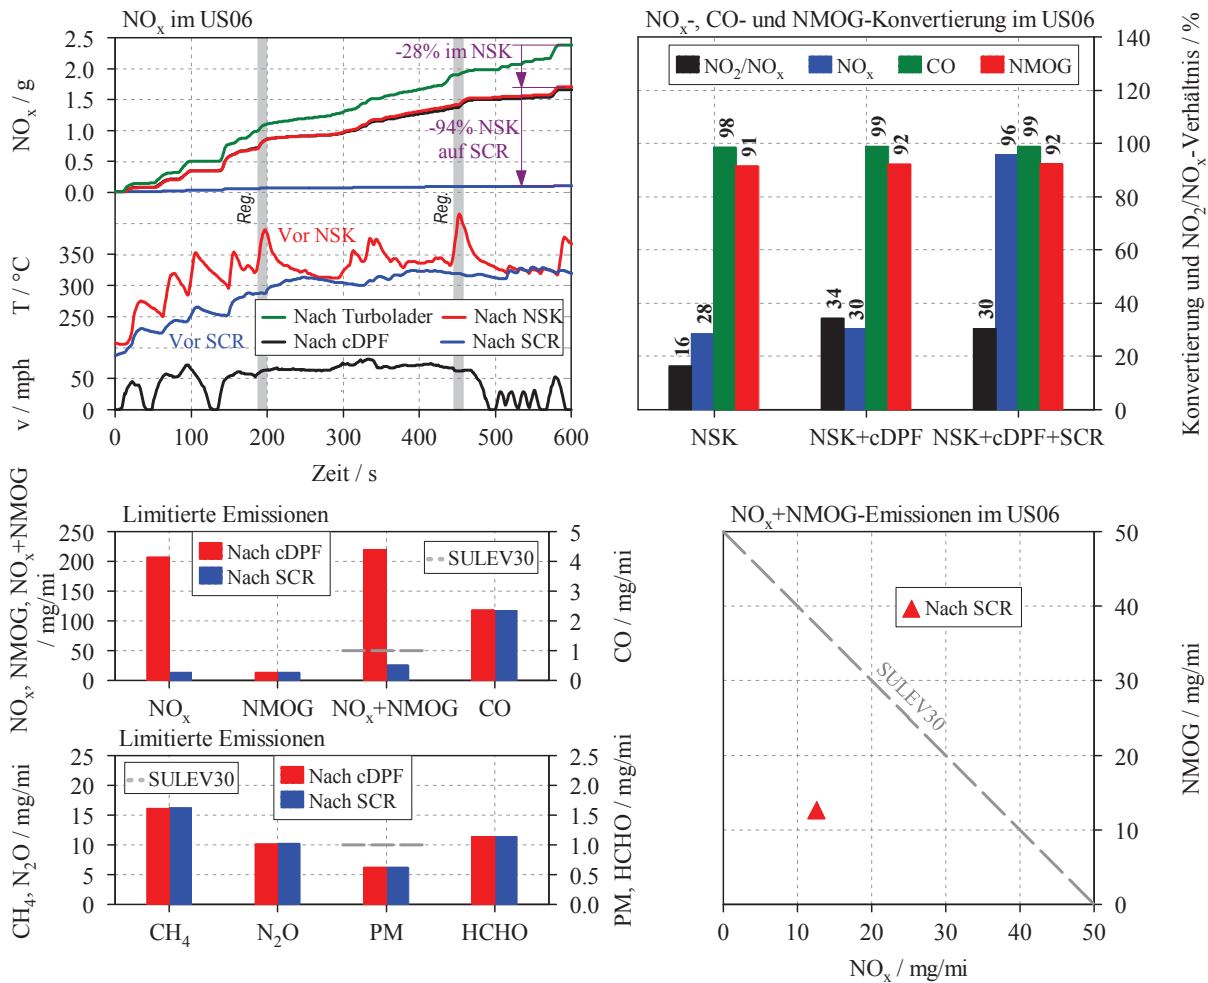 NOx im US06
NOx / g
2.5
2.0
1.5
1.0
0.5
0.0
-28% im NSK
-94% NSK
auf SCR
Reg.
Reg.
T / °C
350
300
250
Vor NSK
Vor SCR
Nach Turbolader
Nach NSK
Nach cDPF
Nach SCR
v / mph
50
0
0 100 200 300 400 500 600
Zeit / s
NOx-, CO- und NMOG-Konvertierung im US06
NO2/NOx NOx CO NMOG
140
120
100
80
60
40
20
0
Konvertierung und NO2/NOx-Verhältnis / %
16 28 98 91
34 30 99 92
30 96 99 92
NSK NSK+cDPF NSK+cDPF+SCR
Limitierte Emissionen
NOx, NMOG, NOx+NMOG
/ mg/mi
250
200
150
100
50
0
Nach cDPF
Nach SCR
SULEV30
5
4
3
2
1
0
CO / mg/mi
NOx NMOG NOx+NMOG CO
Limitierte Emissionen
CH4, N2O / mg/mi
25
20
15
10
5
0
SULEV30
Nach cDPF
Nach SCR
2.5
2.0
1.5
1.0
0.5
0.0
PM, HCHO / mg/mi
CH4 N2O PM HCHO
NOx+NMOG-Emissionen im US06
Nach SCR
SULEV30
50
40
30
20
10
0
NMOG / mg/mi
0 10 20 30 40 50
NOx / mg/mi